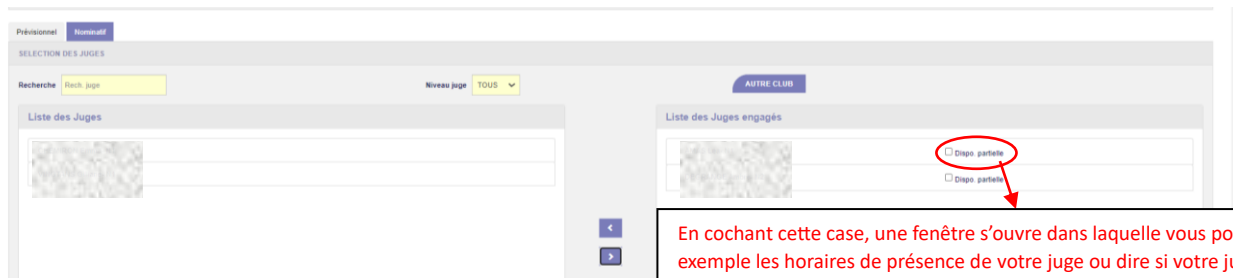 Prévisionnel Nominatif
SELECTION DES JUGES
Recherche Rech. juge Niveau juge TOUS AUTRE CLUB
Liste des Juges Liste des Juges engagés
Dispo. partielle
Dispo. partielle
En cochant cette case, une fenêtre s’ouvre dans laquelle vous po
exemple les horaires de présence de votre juge ou dire si votre ju